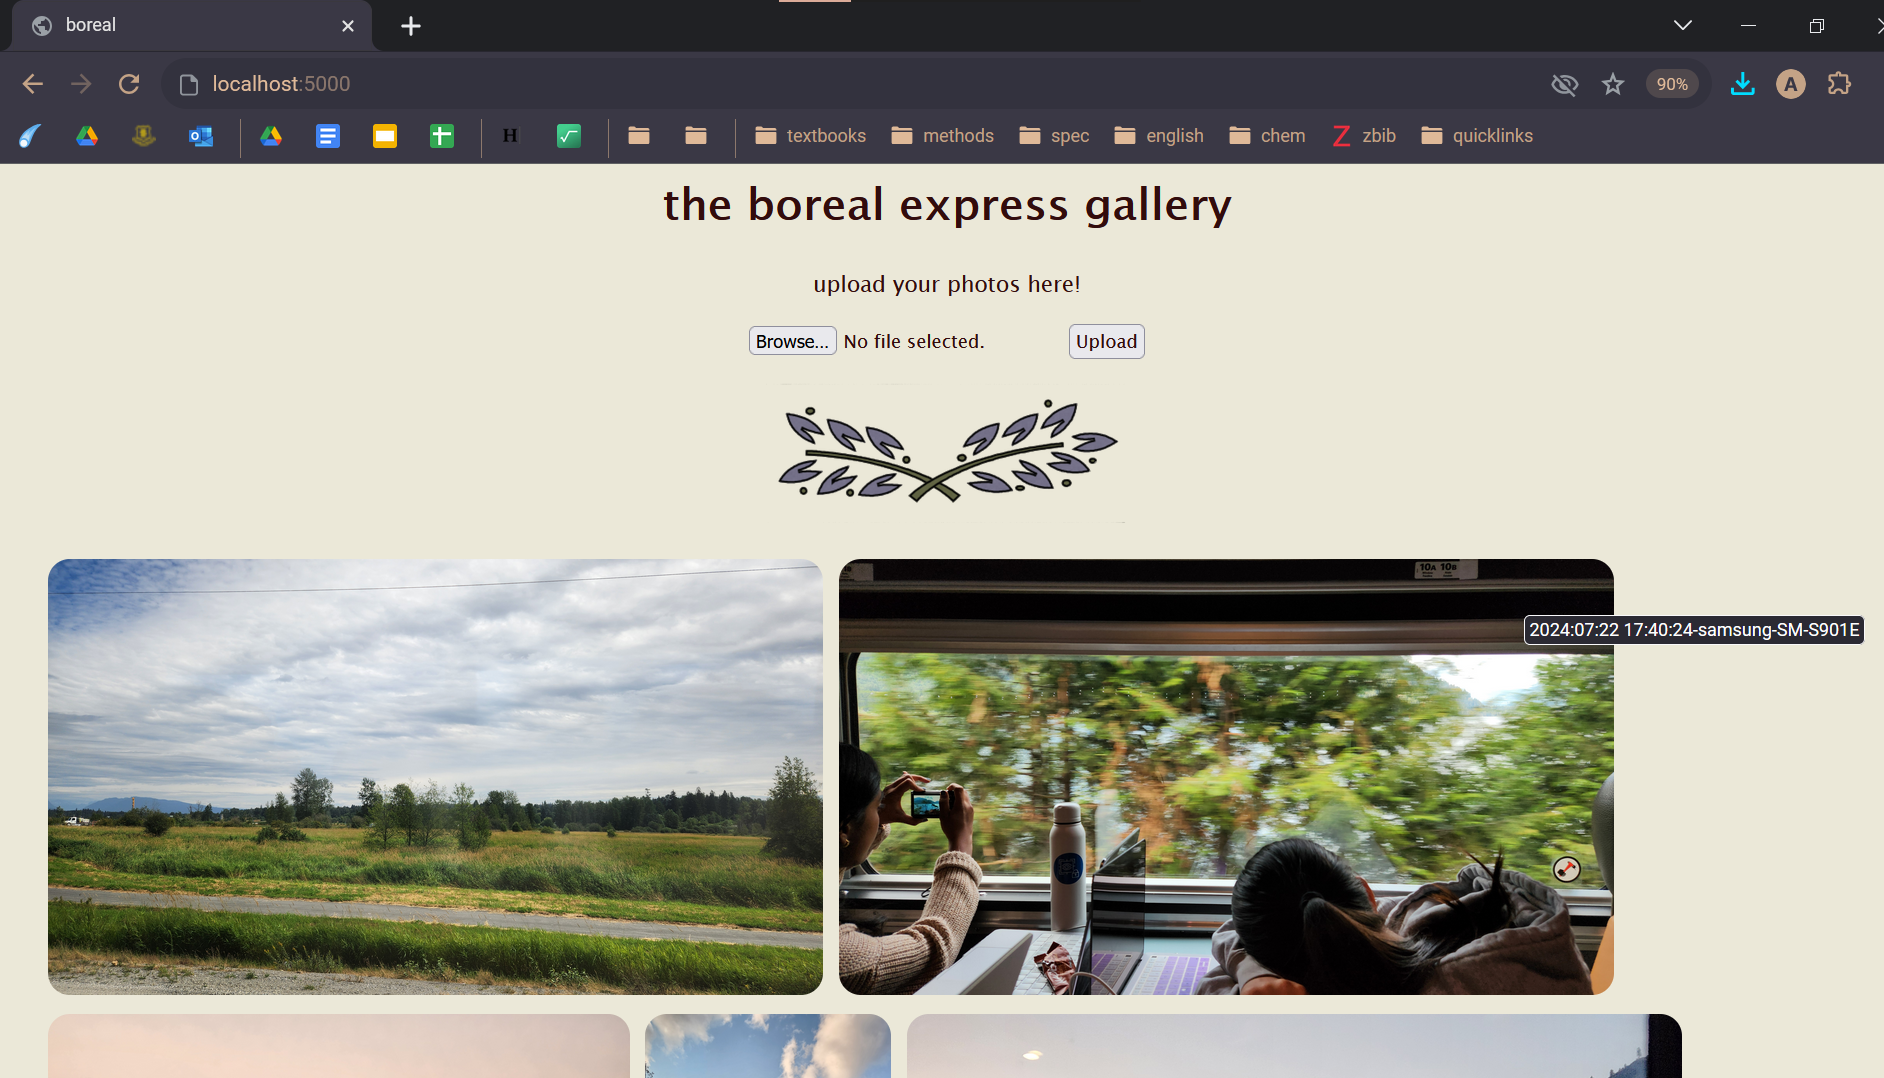 boreal
localhost:5000
90%
A
H
textbooks
methods
spec
english
chem
Z zbib
quicklinks
the boreal express gallery
upload your photos here!
Browse... No file selected.
Upload
10A 10B
2024:07:22 17:40:24-samsung-SM-S901E